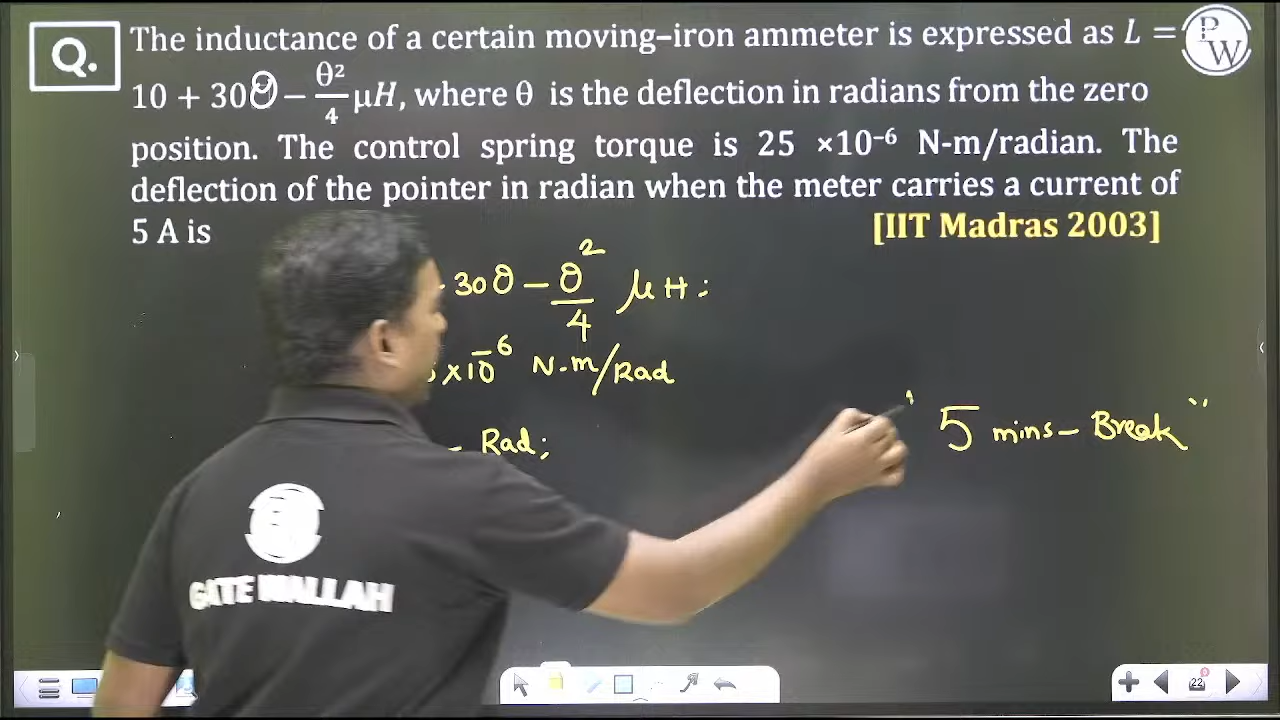 Q.
The inductance of a certain moving–iron ammeter is expressed as L =
10 + 30θ − θ²/4 μH, where θ is the deflection in radians from the zero
position. The control spring torque is 25 ×10⁻⁶ N-m/radian. The
deflection of the pointer in radian when the meter carries a current of
5 A is
[IIT Madras 2003]
PW
30θ − θ²/4 μH;
×10⁻⁶ N-m/Rad
– Rad;
" 5 mins – Break "
GATE WALLAH
22